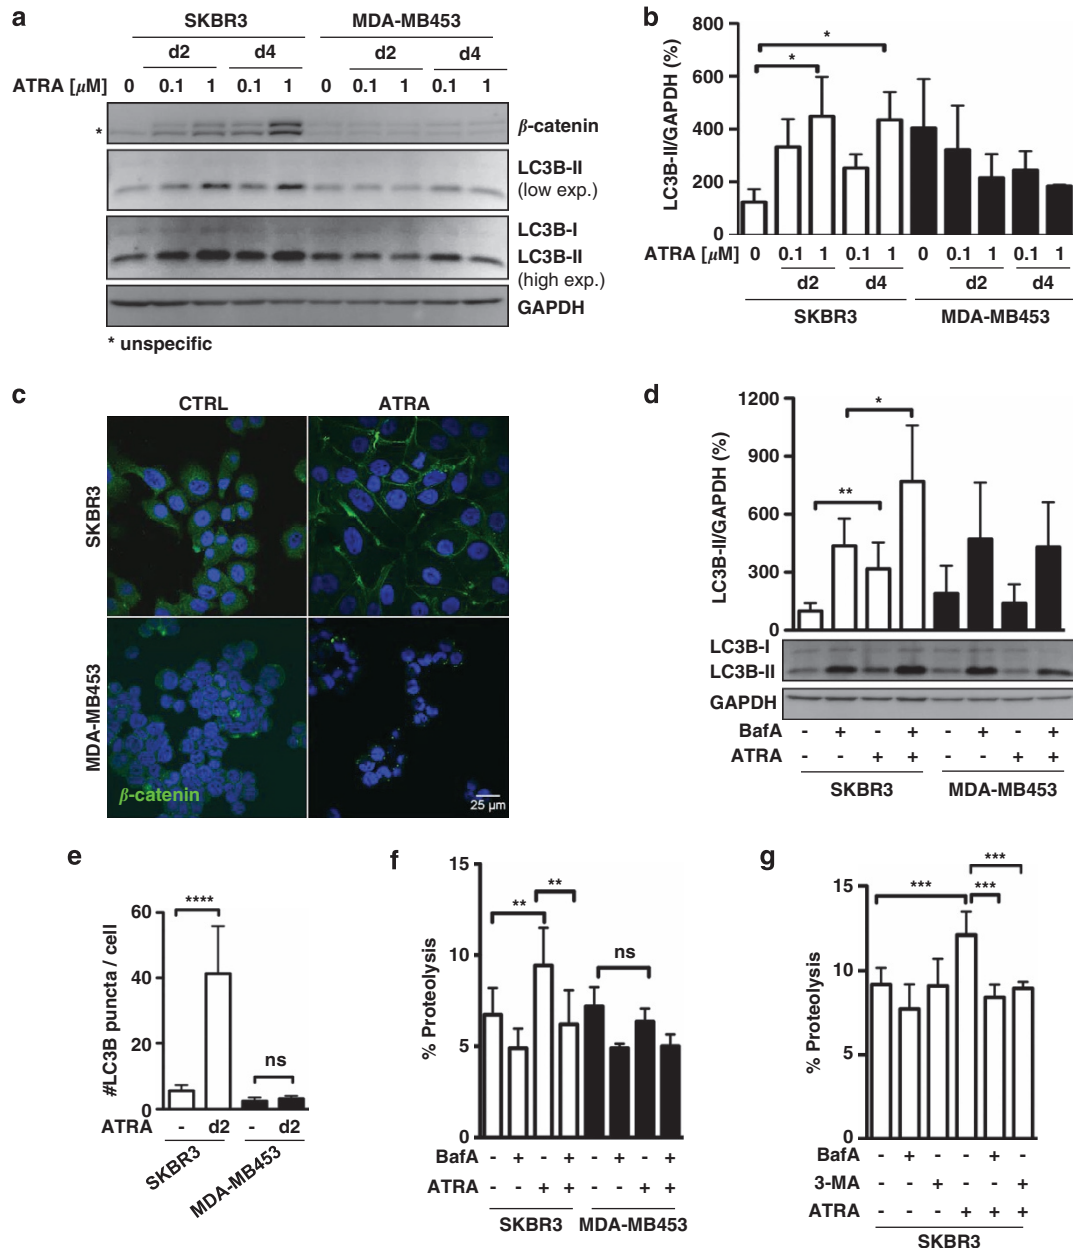 a
SKBR3 MDA-MB453
d2 d4 d2 d4
ATRA [µM] 0 0.1 1 0.1 1 0 0.1 1 0.1 1
* β-catenin
LC3B-II
(low exp.)
LC3B-I
LC3B-II
(high exp.)
GAPDH
* unspecific
b
LC3B-II/GAPDH (%)
800
600
400
200
0
* *
ATRA [µM] 0 0.1 1 0.1 1 0 0.1 1 0.1 1
d2 d4 d2 d4
SKBR3 MDA-MB453
c
CTRL ATRA
SKBR3
MDA-MB453
β-catenin
25 µm
d
LC3B-II/GAPDH (%)
1200
900
600
300
0
** *
LC3B-I
LC3B-II
GAPDH
BafA - + - + - + - +
ATRA - - + + - - + +
SKBR3 MDA-MB453
e
#LC3B puncta / cell
60
40
20
0
**** ns
ATRA - d2 - d2
SKBR3 MDA-MB453
f
% Proteolysis
15
10
5
0
** ** ns
BafA - + - + - + - +
ATRA - - + + - - + +
SKBR3 MDA-MB453
g
% Proteolysis
15
10
5
0
*** *** ***
BafA - + - - + -
3-MA - - + - - +
ATRA - - - + + +
SKBR3